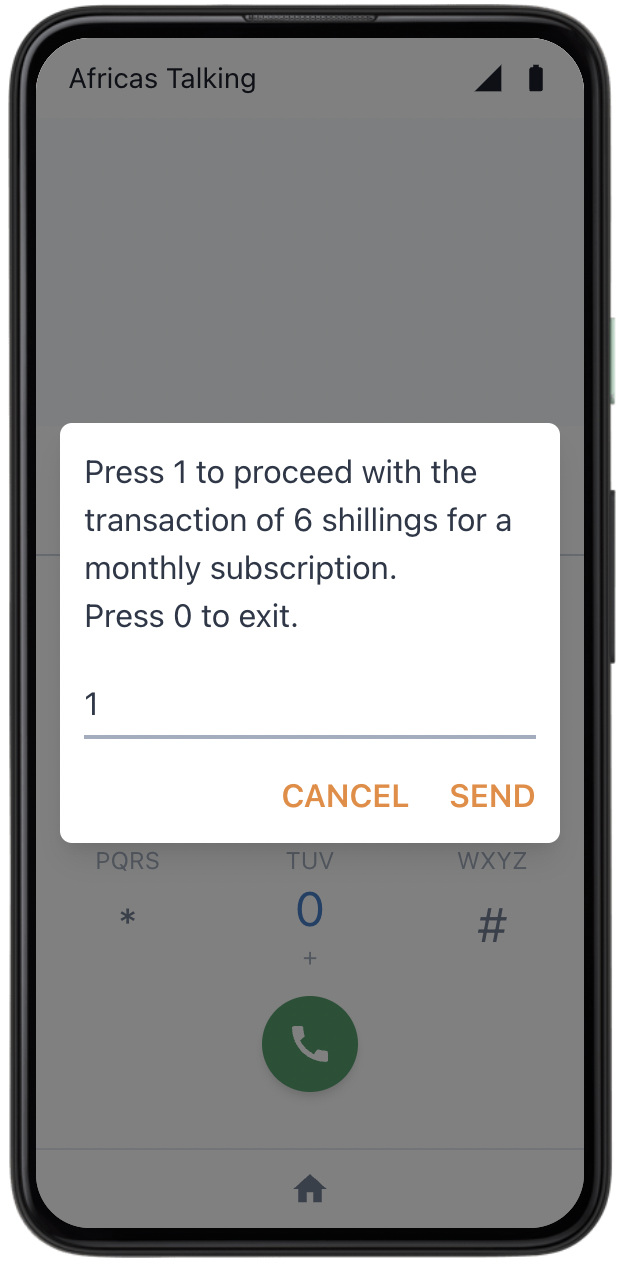 Africas Talking
Press 1 to proceed with the
transaction of 6 shillings for a
monthly subscription.
Press 0 to exit.
1
CANCEL SEND
PQRS TUV WXYZ
* 0 #
+